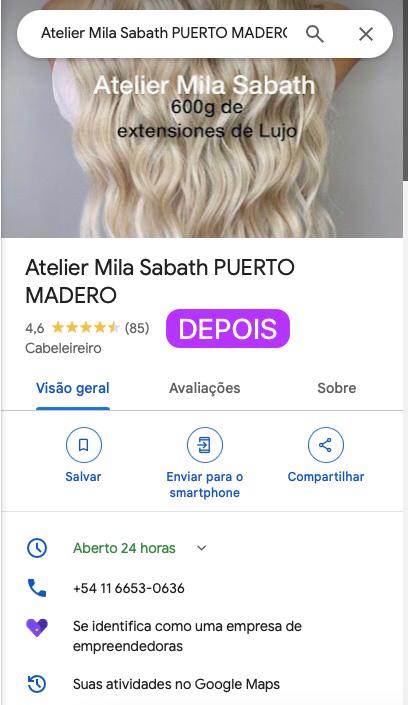 Atelier Mila Sabath PUERTO MADERO
Atelier Mila Sabath
600g de
extensiones de Lujo
Atelier Mila Sabath PUERTO
MADERO
4,6 (85)
DEPOIS
Cabeleireiro
Visão geral Avaliações Sobre
Salvar Enviar para o Compartilhar
smartphone
Aberto 24 horas
+54 11 6653-0636
Se identifica como uma empresa de
empreendedoras
Suas atividades no Google Maps